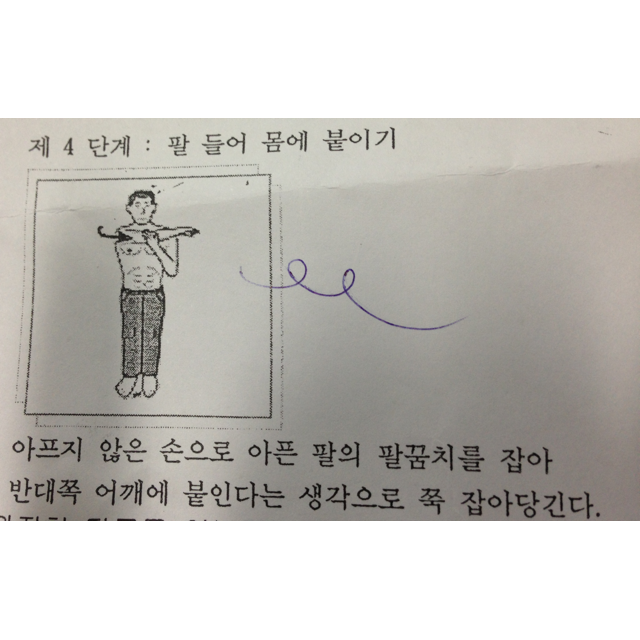 제 4 단계 : 팔 들어 몸에 붙이기
아프지 않은 손으로 아픈 팔의 팔꿈치를 잡아
반대쪽 어깨에 붙인다는 생각으로 쭉 잡아당긴다.